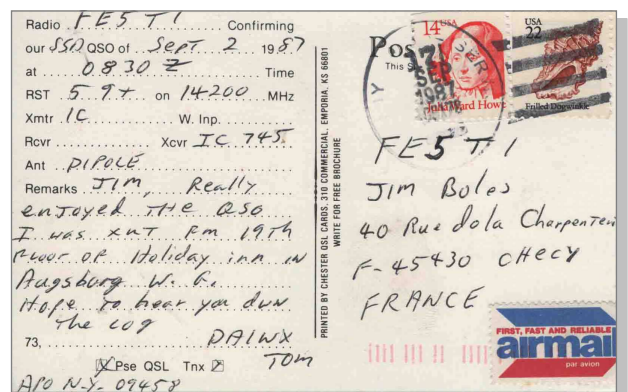 Radio FE5TI Confirming
our SSB QSO of Sept 2 1987
at 0830 Z Time
RST 5 9+ on 14200 MHz
Xmtr IC W. Inp.
Rcvr Xcvr IC 745
Ant DIPOLE
Remarks JIM, Really
enJoyed THE QSO
I was XMT Fm 19th
Floor OF Holiday inn IN
Augsburg W. G.
Hope To hear you
The log
73, DA1WX
TOM
Pse QSL Tnx
APO N.Y. 09458
PRINTED BY CHESTER QSL CARDS, 310 COMMERCIAL, EMPORIA, KS 66801
WRITE FOR FREE BROCHURE
Pos
This S
14 USA
Julia Ward Howe
USA
22
Frilled Dogwinkle
SEP
1987
FE5TI
JIM Boles
40 Rue dola Charpenteri
F-45430 CHECY
FRANCE
FIRST, FAST AND RELIABLE
airmail
par avion